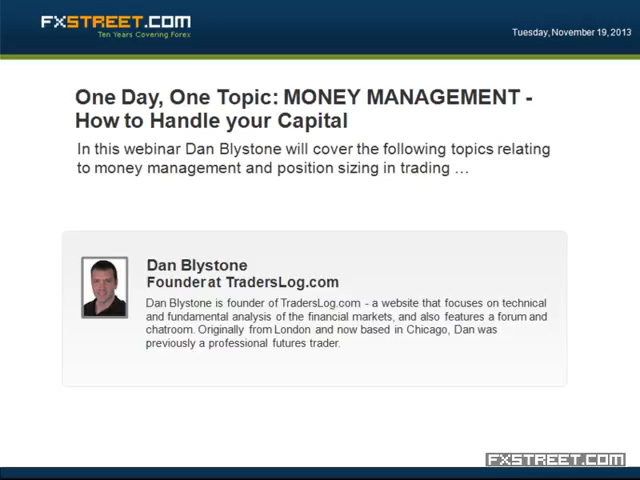 FXSTREET.COM
Ten Years Covering Forex
Tuesday, November 19, 2013
One Day, One Topic: MONEY MANAGEMENT -
How to Handle your Capital
In this webinar Dan Blystone will cover the following topics relating
to money management and position sizing in trading …
Dan Blystone
Founder at TradersLog.com
Dan Blystone is founder of TradersLog.com - a website that focuses on technical
and fundamental analysis of the financial markets, and also features a forum and
chatroom. Originally from London and now based in Chicago, Dan was
previously a professional futures trader.
FXSTREET.COM